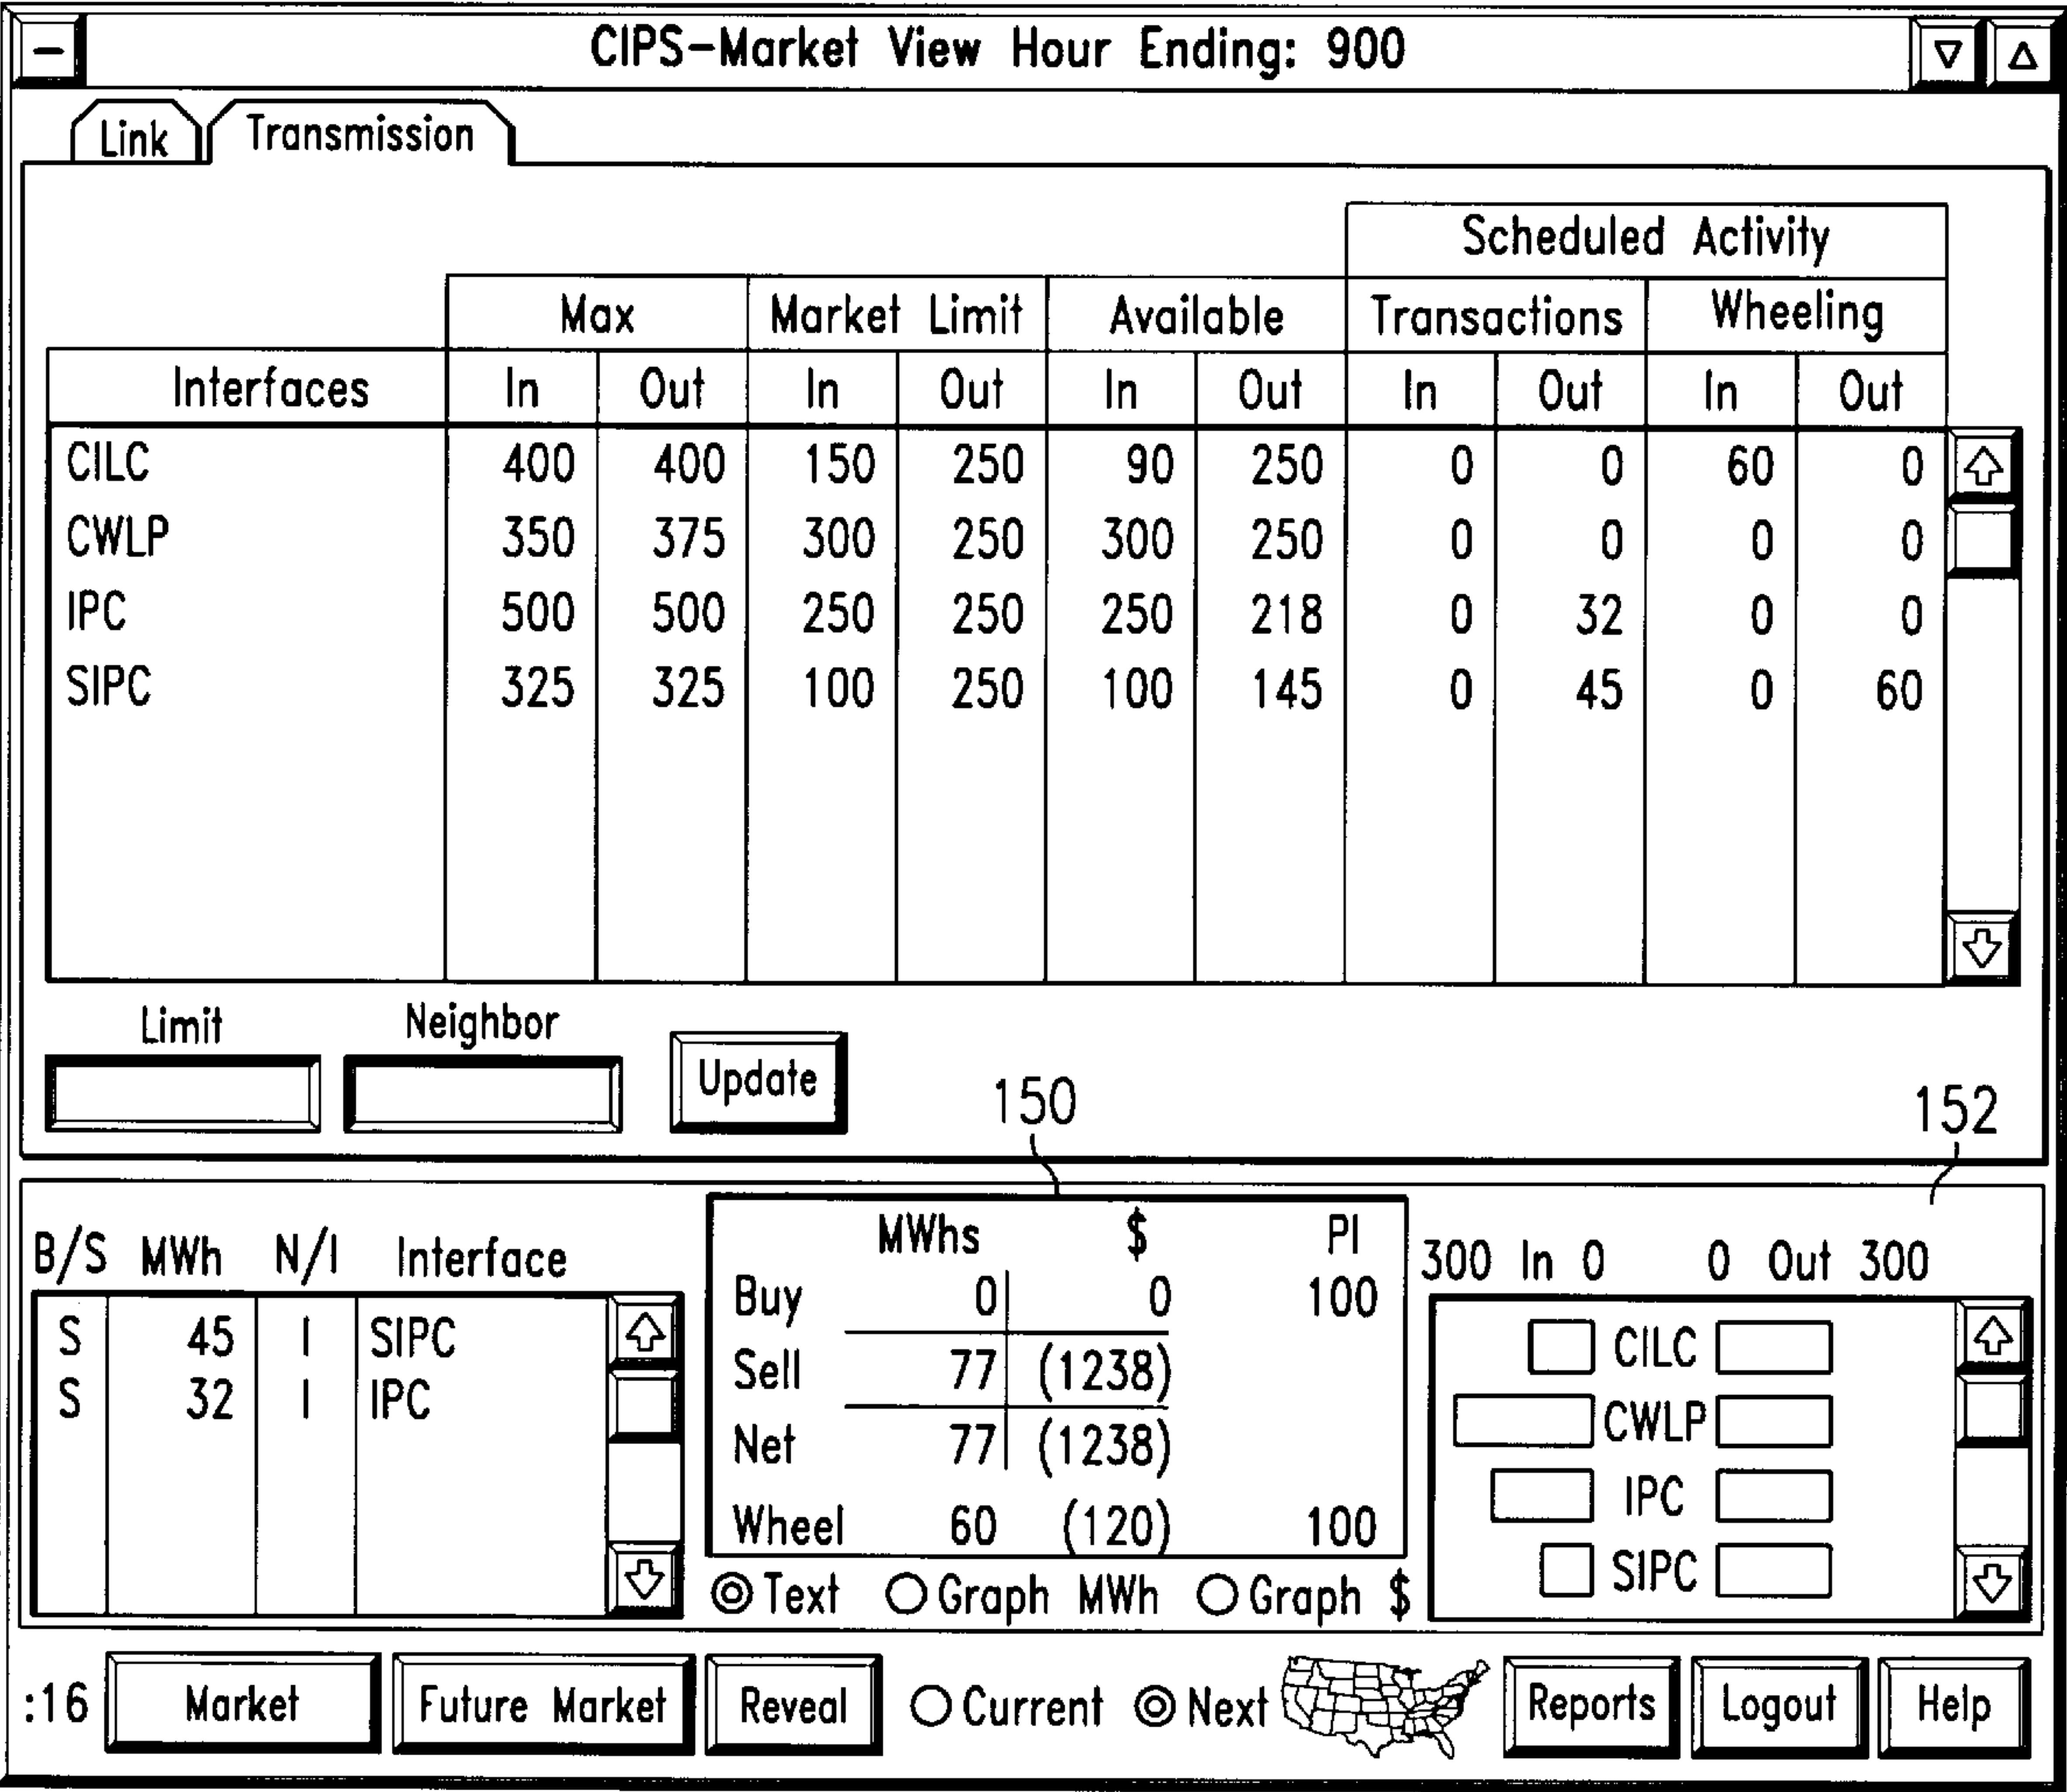 CIPS-Market View Hour Ending: 900
Link Transmission
Scheduled Activity
Max Market Limit Available Transactions Wheeling
Interfaces In Out In Out In Out In Out In Out
CILC 400 400 150 250 90 250 0 0 60 0
CWLP 350 375 300 250 300 250 0 0 0 0
IPC 500 500 250 250 250 218 0 32 0 0
SIPC 325 325 100 250 100 145 0 45 0 60
Limit Neighbor
Update
150
152
B/S MWh N/I Interface
S 45 I SIPC
S 32 I IPC
MWhs $ PI
Buy 0 0 100
Sell 77 (1238)
Net 77 (1238)
Wheel 60 (120) 100
Text Graph MWh Graph $
300 In 0 0 Out 300
CILC
CWLP
IPC
SIPC
:16 Market Future Market Reveal Current Next Reports Logout Help